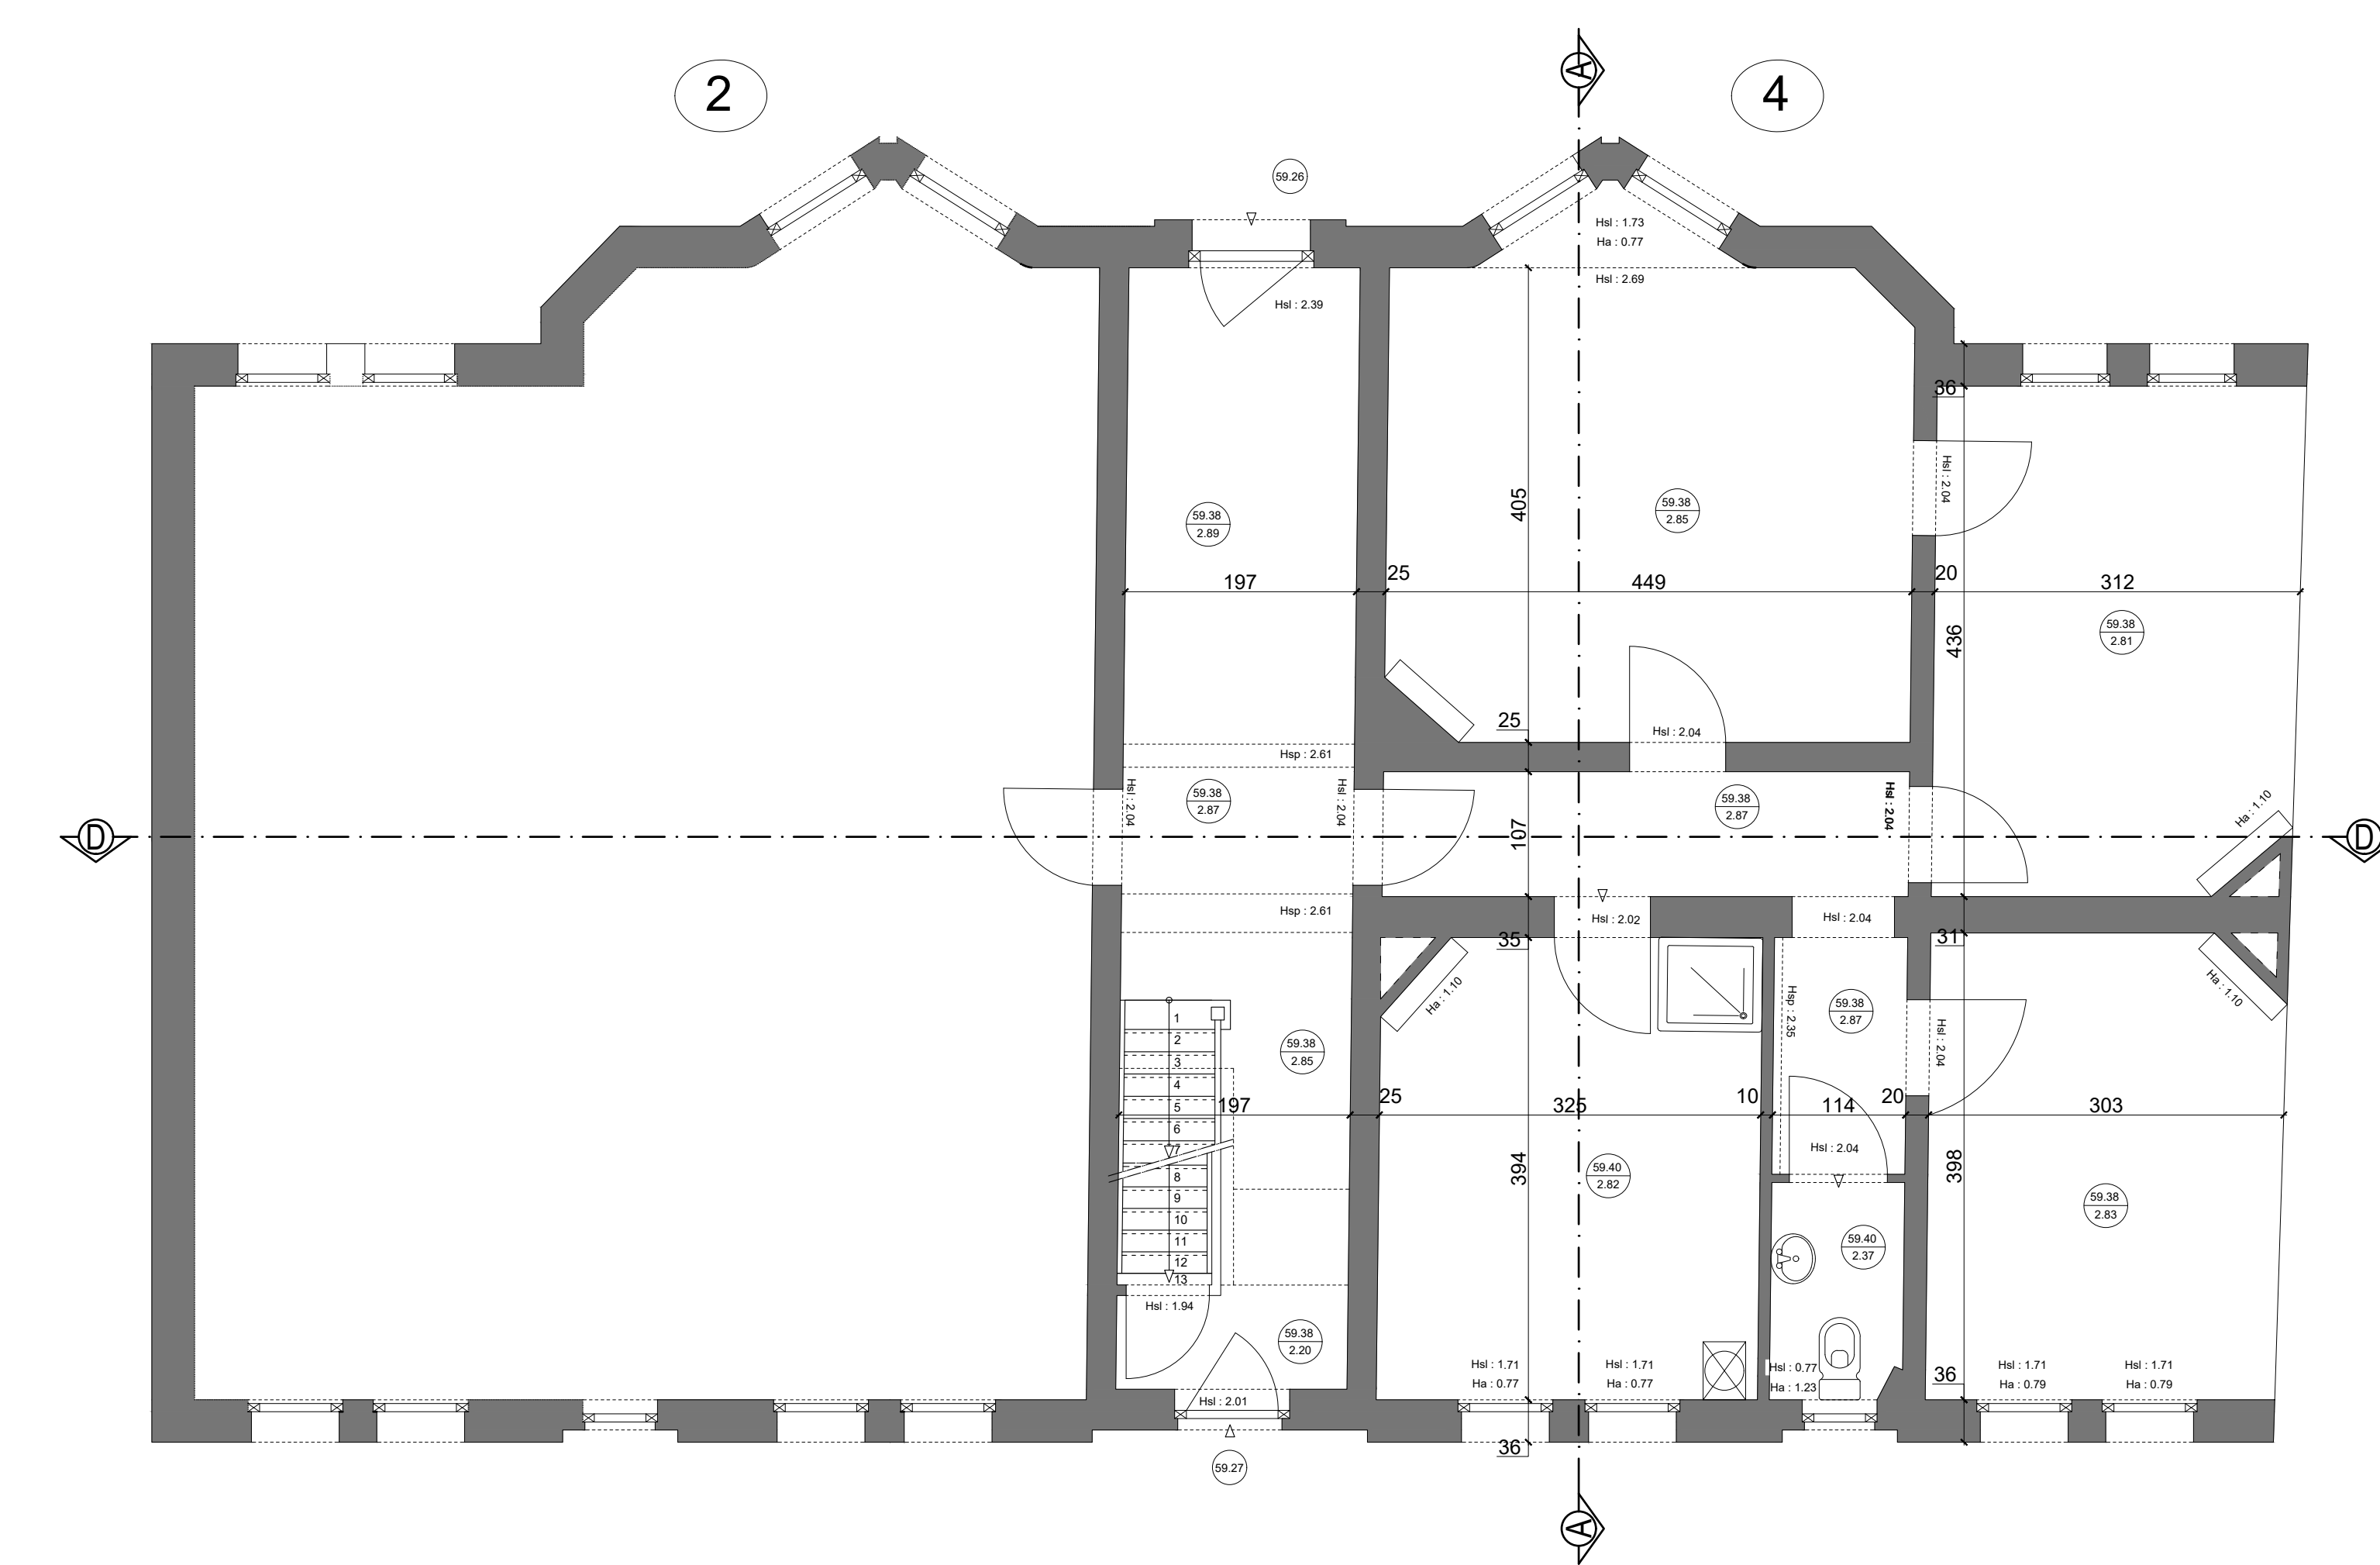 2
A
4
59.26
Hsl : 1.73
Ha : 0.77
Hsl : 2.69
Hsl : 2.39
36
Hsl : 2.04
405
59.38
2.89
59.38
2.85
197
25
449
20
312
59.38
2.81
436
25
Hsl : 2.04
Hsp : 2.61
Hsl : 2.04
59.38
2.87
Hsl : 2.04
59.38
2.87
Hsl : 2.04
Ha : 1.10
D
107
D
Hsp : 2.61
Hsl : 2.02
Hsl : 2.04
35
31
Ha : 1.10
Ha : 1.10
Hsp : 2.35
59.38
2.87
Hsl : 2.04
1
2
3
4
5
6
7
8
9
10
11
12
13
59.38
2.85
197
25
325
10
114
20
303
Hsl : 2.04
394
59.40
2.82
398
59.38
2.83
59.40
2.37
Hsl : 1.94
59.38
2.20
Hsl : 1.71
Ha : 0.77
Hsl : 1.71
Ha : 0.77
Hsl : 0.77
Ha : 1.23
36
Hsl : 1.71
Ha : 0.79
Hsl : 1.71
Ha : 0.79
Hsl : 2.01
36
59.27
A